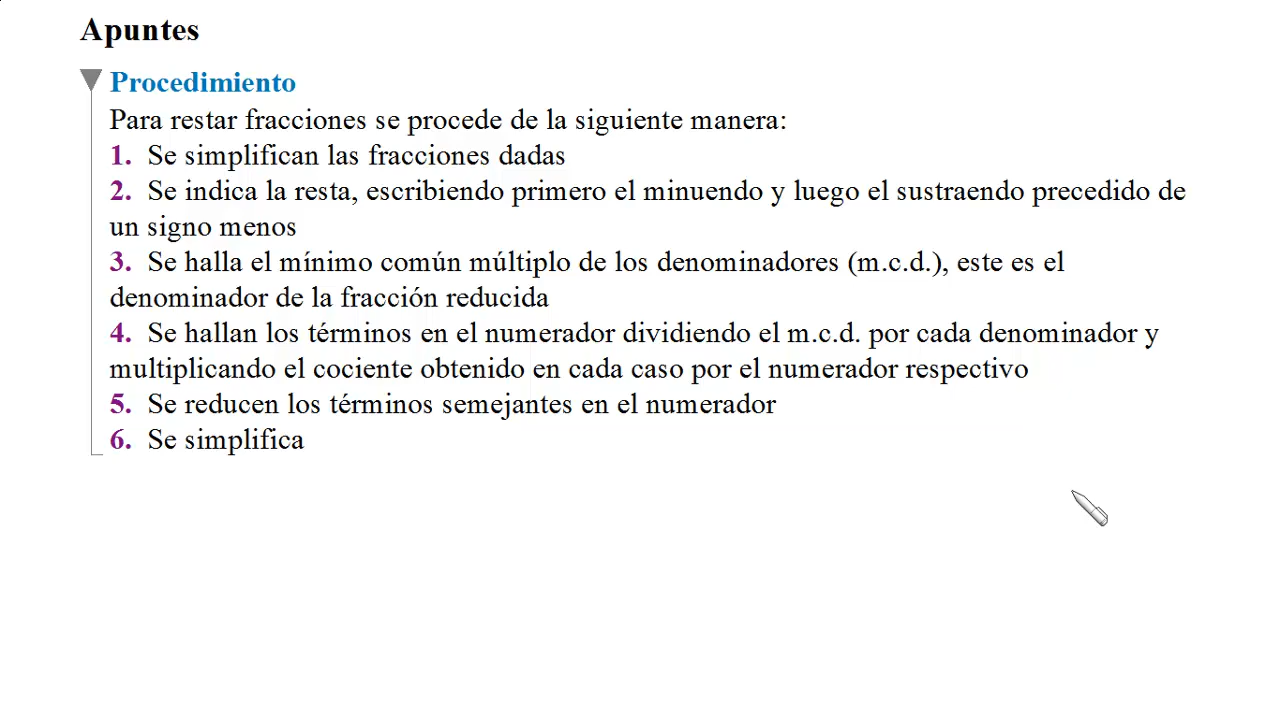 Apuntes
Procedimiento
Para restar fracciones se procede de la siguiente manera:
1. Se simplifican las fracciones dadas
2. Se indica la resta, escribiendo primero el minuendo y luego el sustraendo precedido de
un signo menos
3. Se halla el mínimo común múltiplo de los denominadores (m.c.d.), este es el
denominador de la fracción reducida
4. Se hallan los términos en el numerador dividiendo el m.c.d. por cada denominador y
multiplicando el cociente obtenido en cada caso por el numerador respectivo
5. Se reducen los términos semejantes en el numerador
6. Se simplifica